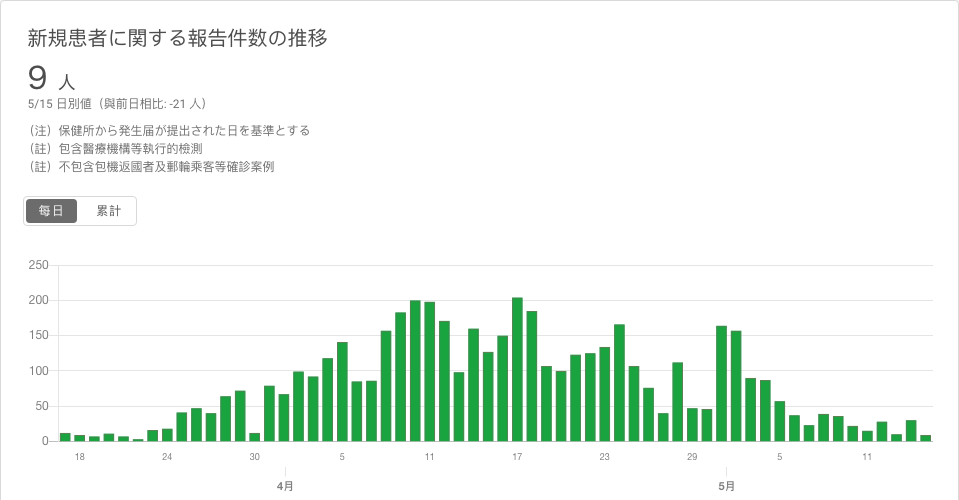 新規患者に関する報告件数の推移
9 人
5/15 日別値（與前日相比: -21 人）
（注）保健所から発生届が提出された日を基準とする
（註）包含醫療機構等執行的檢測
（註）不包含包機返國者及郵輪乘客等確診案例
每日 累計
250
200
150
100
50
0
18 24 30 5 11 17 23 29 5 11
4月 5月